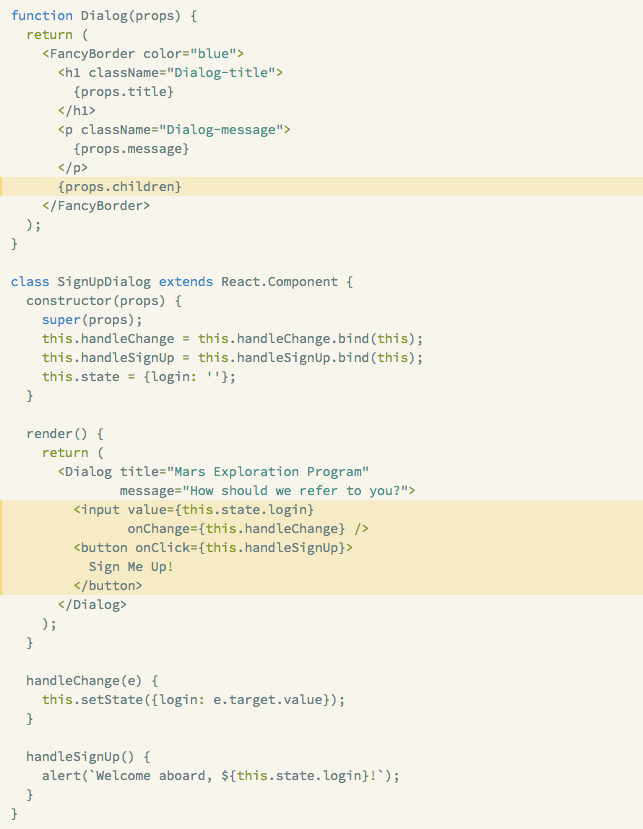 function Dialog(props) {
  return (
    <FancyBorder color="blue">
      <h1 className="Dialog-title">
        {props.title}
      </h1>
      <p className="Dialog-message">
        {props.message}
      </p>
      {props.children}
    </FancyBorder>
  );
}

class SignUpDialog extends React.Component {
  constructor(props) {
    super(props);
    this.handleChange = this.handleChange.bind(this);
    this.handleSignUp = this.handleSignUp.bind(this);
    this.state = {login: ''};
  }

  render() {
    return (
      <Dialog title="Mars Exploration Program"
              message="How should we refer to you?">
        <input value={this.state.login}
               onChange={this.handleChange} />
        <button onClick={this.handleSignUp}>
          Sign Me Up!
        </button>
      </Dialog>
    );
  }

  handleChange(e) {
    this.setState({login: e.target.value});
  }

  handleSignUp() {
    alert(`Welcome aboard, ${this.state.login}!`);
  }
}